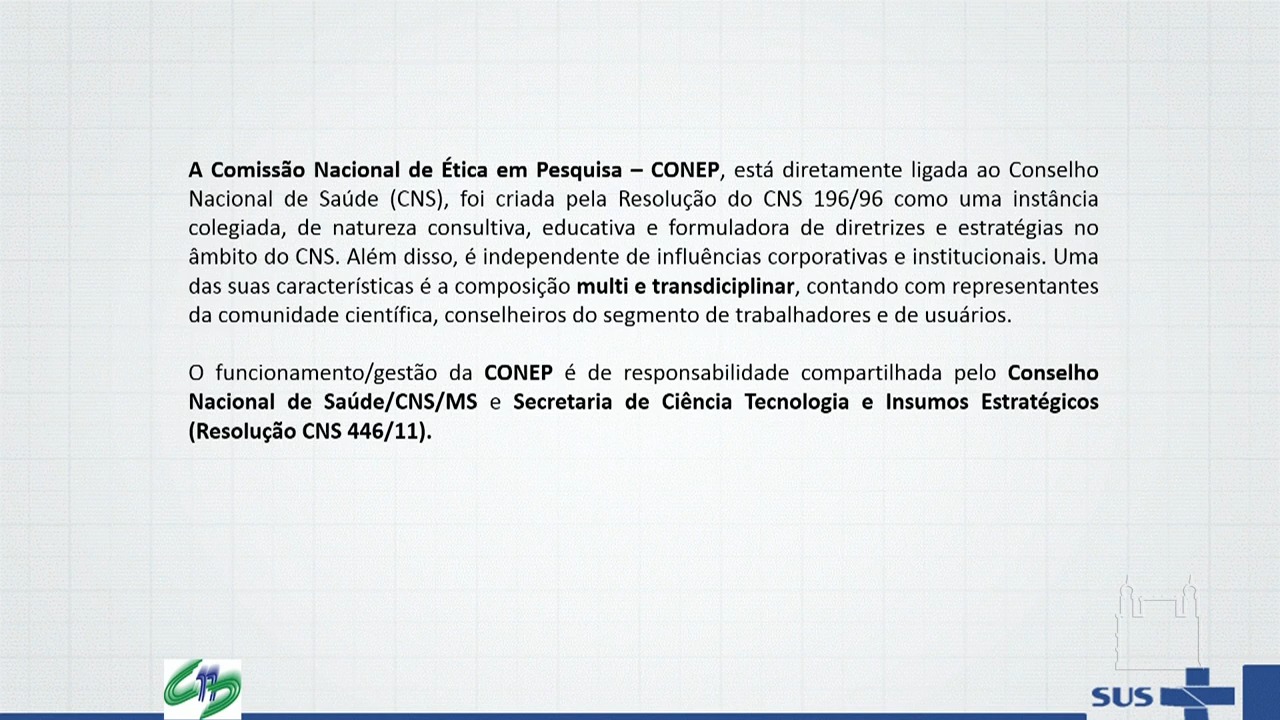 A Comissão Nacional de Ética em Pesquisa – CONEP, está diretamente ligada ao Conselho
Nacional de Saúde (CNS), foi criada pela Resolução do CNS 196/96 como uma instância
colegiada, de natureza consultiva, educativa e formuladora de diretrizes e estratégias no
âmbito do CNS. Além disso, é independente de influências corporativas e institucionais. Uma
das suas características é a composição multi e transdiciplinar, contando com representantes
da comunidade científica, conselheiros do segmento de trabalhadores e de usuários.
O funcionamento/gestão da CONEP é de responsabilidade compartilhada pelo Conselho
Nacional de Saúde/CNS/MS e Secretaria de Ciência Tecnologia e Insumos Estratégicos
(Resolução CNS 446/11).
CNS
SUS